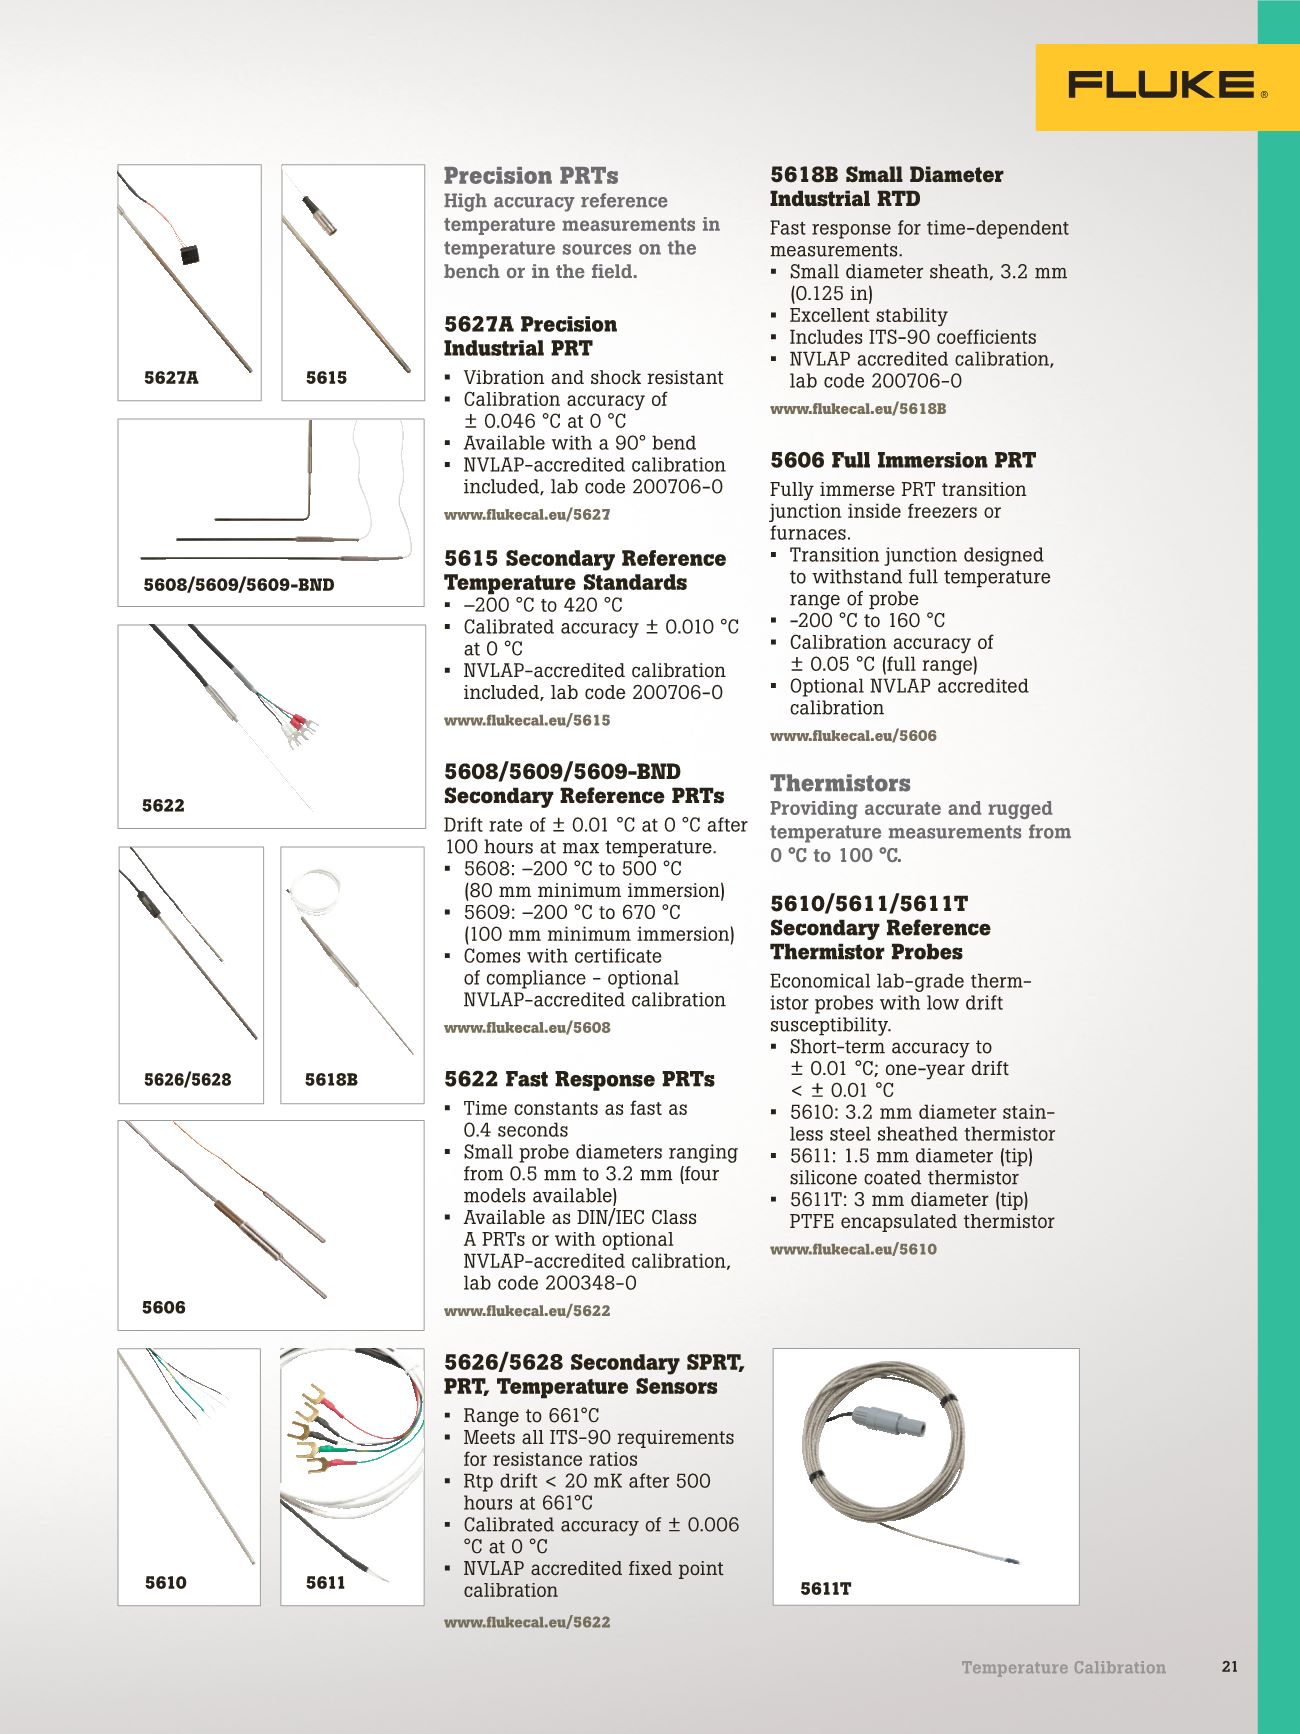 FLUKE®
5627A
5615
5608/5609/5609-BND
5622
5626/5628
5618B
5606
5610
5611
Precision PRTs
High accuracy reference
temperature measurements in
temperature sources on the
bench or in the field.
5627A Precision
Industrial PRT
▪ Vibration and shock resistant
▪ Calibration accuracy of
± 0.046 °C at 0 °C
▪ Available with a 90° bend
▪ NVLAP-accredited calibration
included, lab code 200706-0
www.flukecal.eu/5627
5615 Secondary Reference
Temperature Standards
▪ –200 °C to 420 °C
▪ Calibrated accuracy ± 0.010 °C
at 0 °C
▪ NVLAP-accredited calibration
included, lab code 200706-0
www.flukecal.eu/5615
5608/5609/5609-BND
Secondary Reference PRTs
Drift rate of ± 0.01 °C at 0 °C after
100 hours at max temperature.
▪ 5608: –200 °C to 500 °C
(80 mm minimum immersion)
▪ 5609: –200 °C to 670 °C
(100 mm minimum immersion)
▪ Comes with certificate
of compliance - optional
NVLAP-accredited calibration
www.flukecal.eu/5608
5622 Fast Response PRTs
▪ Time constants as fast as
0.4 seconds
▪ Small probe diameters ranging
from 0.5 mm to 3.2 mm (four
models available)
▪ Available as DIN/IEC Class
A PRTs or with optional
NVLAP-accredited calibration,
lab code 200348-0
www.flukecal.eu/5622
5626/5628 Secondary SPRT,
PRT, Temperature Sensors
▪ Range to 661°C
▪ Meets all ITS-90 requirements
for resistance ratios
▪ Rtp drift < 20 mK after 500
hours at 661°C
▪ Calibrated accuracy of ± 0.006
°C at 0 °C
▪ NVLAP accredited fixed point
calibration
www.flukecal.eu/5622
5618B Small Diameter
Industrial RTD
Fast response for time-dependent
measurements.
▪ Small diameter sheath, 3.2 mm
(0.125 in)
▪ Excellent stability
▪ Includes ITS-90 coefficients
▪ NVLAP accredited calibration,
lab code 200706-0
www.flukecal.eu/5618B
5606 Full Immersion PRT
Fully immerse PRT transition
junction inside freezers or
furnaces.
▪ Transition junction designed
to withstand full temperature
range of probe
▪ -200 °C to 160 °C
▪ Calibration accuracy of
± 0.05 °C (full range)
▪ Optional NVLAP accredited
calibration
www.flukecal.eu/5606
Thermistors
Providing accurate and rugged
temperature measurements from
0 °C to 100 °C.
5610/5611/5611T
Secondary Reference
Thermistor Probes
Economical lab-grade therm-
istor probes with low drift
susceptibility.
▪ Short-term accuracy to
± 0.01 °C; one-year drift
< ± 0.01 °C
▪ 5610: 3.2 mm diameter stain-
less steel sheathed thermistor
▪ 5611: 1.5 mm diameter (tip)
silicone coated thermistor
▪ 5611T: 3 mm diameter (tip)
PTFE encapsulated thermistor
www.flukecal.eu/5610
5611T
Temperature Calibration 21